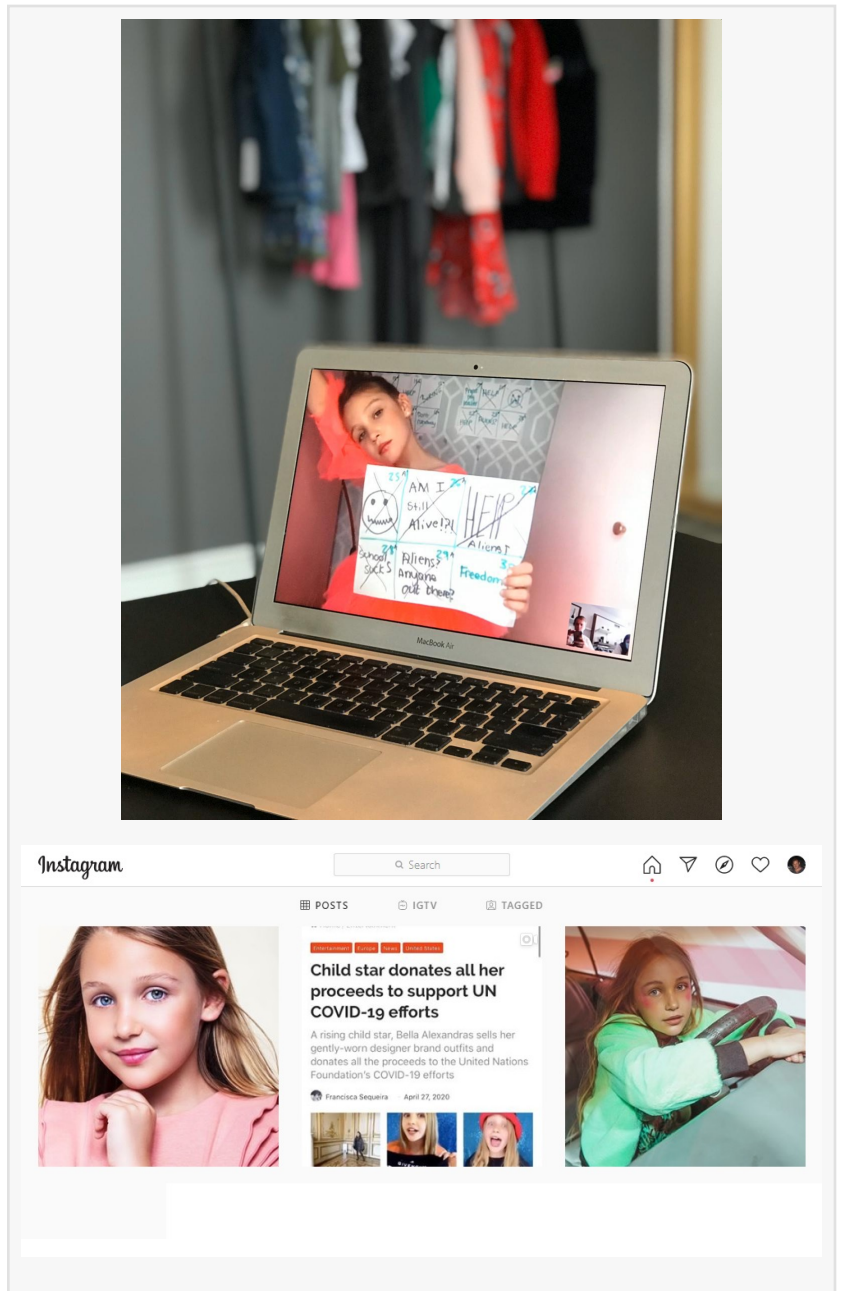 23
AM I
Still
Alive!?!
HELP
Aliens!
School
sucks
29
Aliens?
Anyone
out there?
Freedom
MacBook Air
Instagram
Search
POSTS
IGTV
TAGGED
Entertainment Europe News United States
Child star donates all her
proceeds to support UN
COVID-19 efforts
A rising child star, Bella Alexandras sells her
gently-worn designer brand outfits and
donates all the proceeds to the United Nations
Foundation's COVID-19 efforts
Francisca Sequeira - April 27, 2020